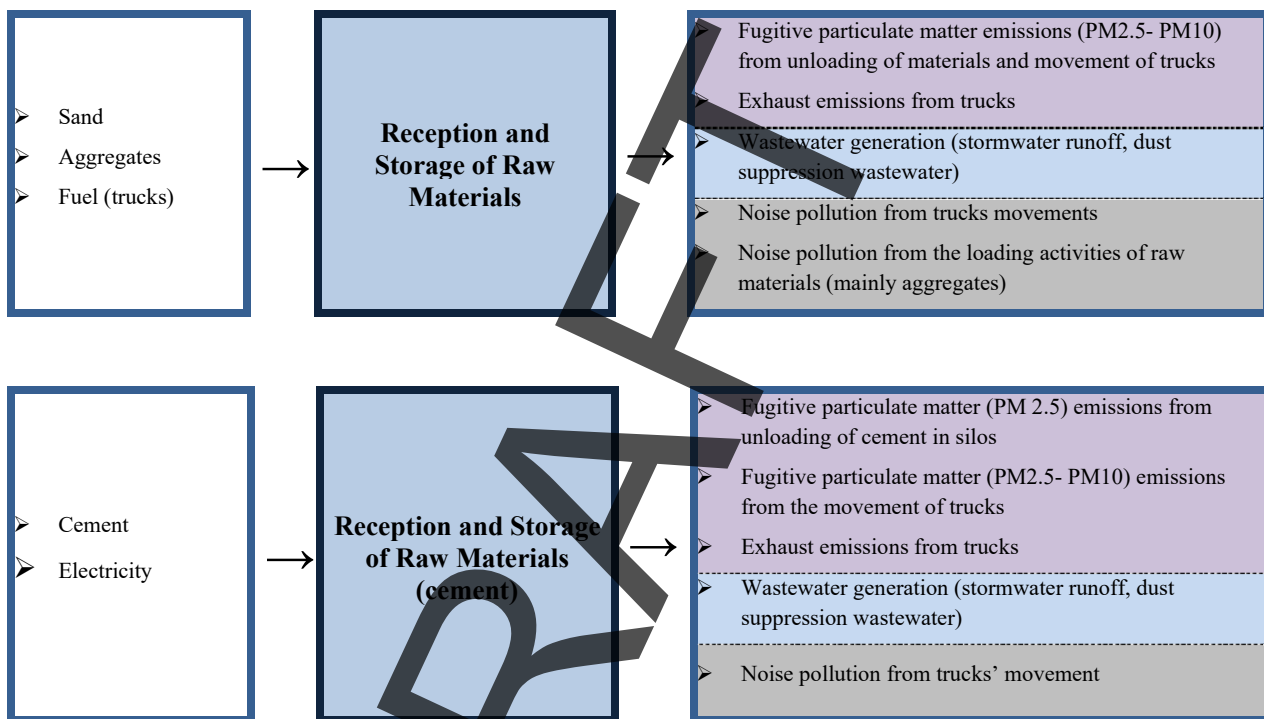 Sand
Aggregates
Fuel (trucks)
Reception and
Storage of Raw
Materials
Fugitive particulate matter emissions (PM2.5- PM10)
from unloading of materials and movement of trucks
Exhaust emissions from trucks
Wastewater generation (stormwater runoff, dust
suppression wastewater)
Noise pollution from trucks movements
Noise pollution from the loading activities of raw
materials (mainly aggregates)
Cement
Electricity
Reception and Storage
of Raw Materials
(cement)
Fugitive particulate matter (PM 2.5) emissions from
unloading of cement in silos
Fugitive particulate matter (PM2.5- PM10) emissions
from the movement of trucks
Exhaust emissions from trucks
Wastewater generation (stormwater runoff, dust
suppression wastewater)
Noise pollution from trucks’ movement